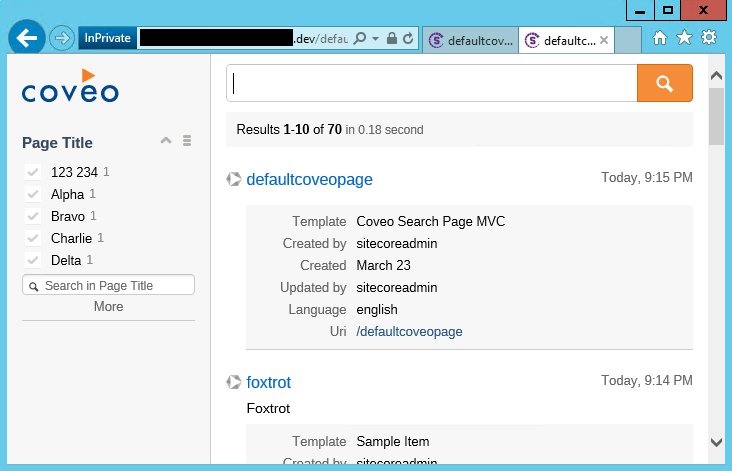 InPrivate
.dev/defau
defaultcov...
defaultc...
coveo
Page Title
123 234 1
Alpha 1
Bravo 1
Charlie 1
Delta 1
Search in Page Title
More
Results 1-10 of 70 in 0.18 second
defaultcoveopage Today, 9:15 PM
Template Coveo Search Page MVC
Created by sitecoreadmin
Created March 23
Updated by sitecoreadmin
Language english
Uri /defaultcoveopage
foxtrot Today, 9:14 PM
Foxtrot
Template Sample Item
Created by sitecoreadmin